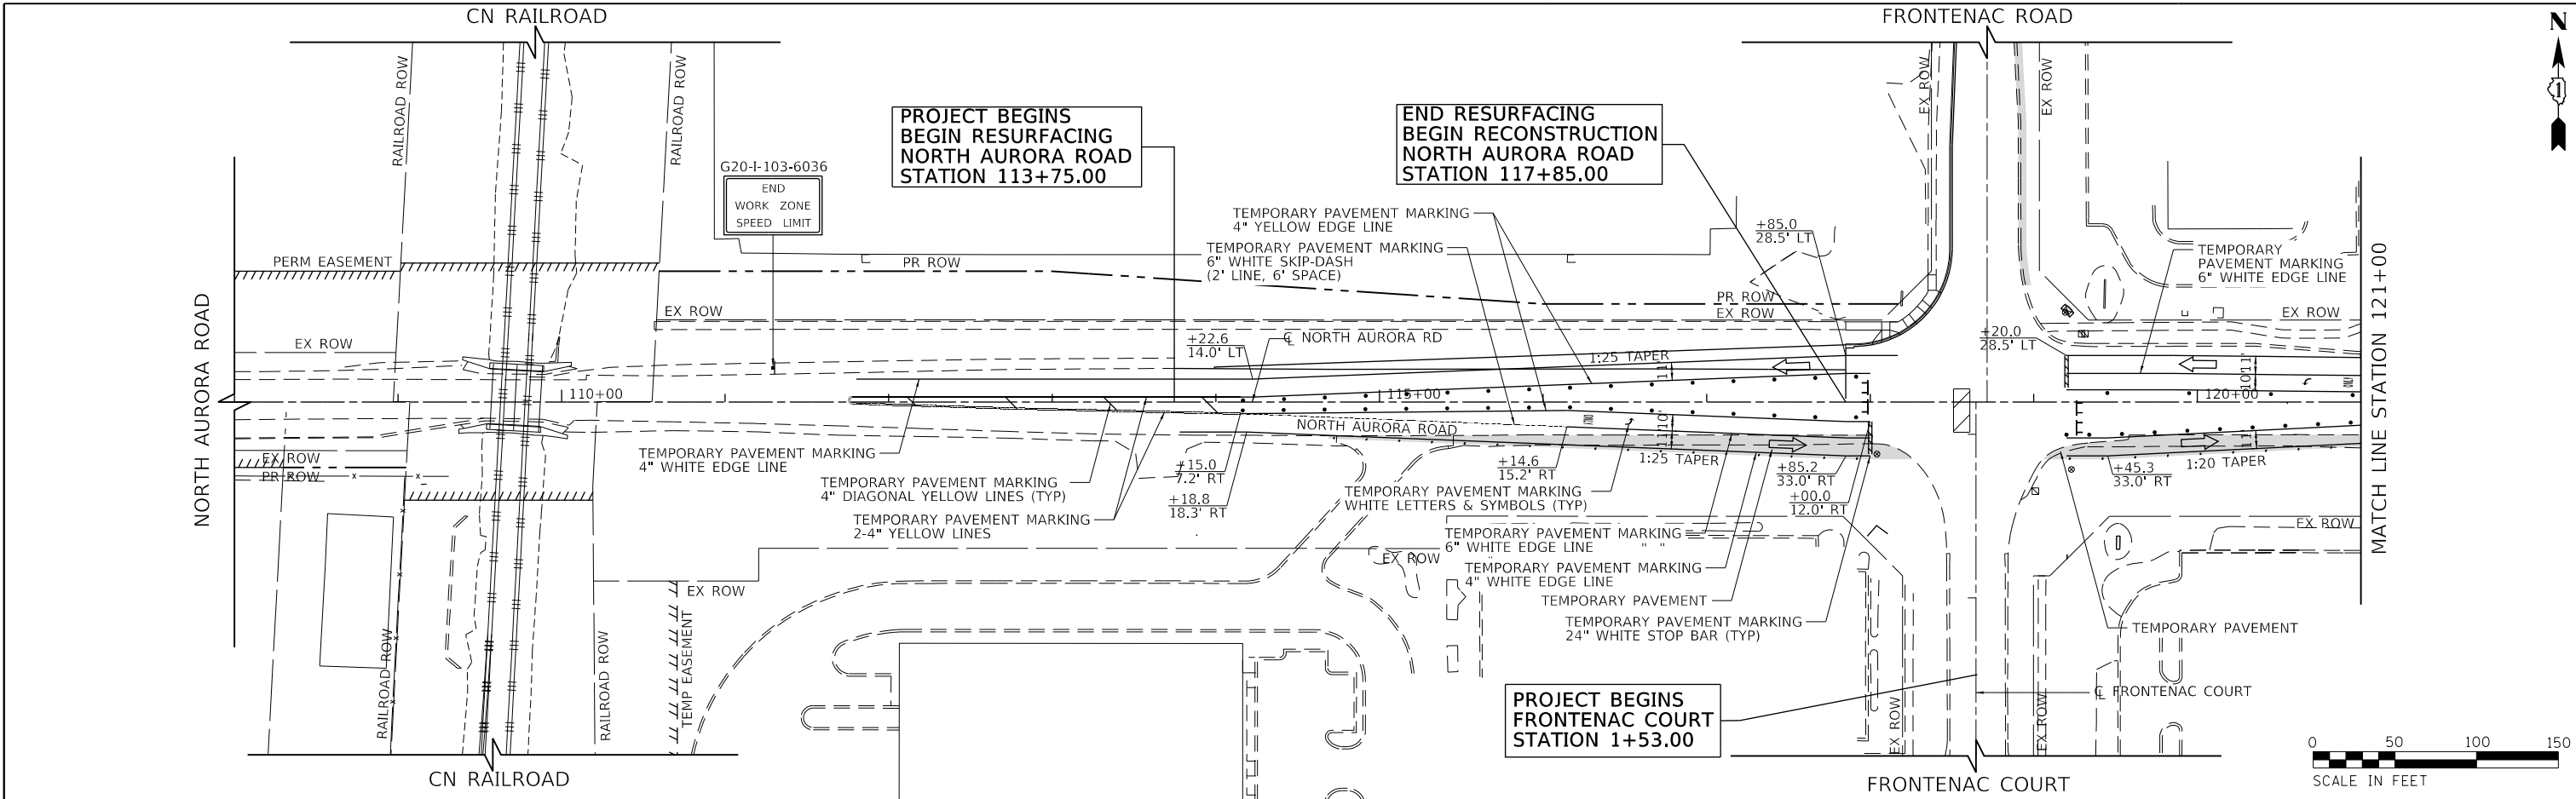 CN RAILROAD
FRONTENAC ROAD
N
1
RAILROAD ROW
RAILROAD ROW
EX ROW
EX ROW
PROJECT BEGINS
BEGIN RESURFACING
NORTH AURORA ROAD
STATION 113+75.00
END RESURFACING
BEGIN RECONSTRUCTION
NORTH AURORA ROAD
STATION 117+85.00
G20-I-103-6036
END
WORK ZONE
SPEED LIMIT
TEMPORARY PAVEMENT MARKING
4" YELLOW EDGE LINE
TEMPORARY PAVEMENT MARKING
6" WHITE SKIP-DASH
(2' LINE, 6' SPACE)
+85.0
28.5' LT
TEMPORARY
PAVEMENT MARKING
6" WHITE EDGE LINE
PERM EASEMENT
PR ROW
PR ROW
EX ROW
EX ROW
EX ROW
EX ROW
NORTH AURORA ROAD
MATCH LINE STATION 121+00
+22.6
14.0' LT
℄ NORTH AURORA RD
+20.0
28.5' LT
1:25 TAPER
11'
10'
11'
110+00
115+00
120+00
NORTH AURORA ROAD
11'
10'
11'
EX ROW
PR ROW
TEMPORARY PAVEMENT MARKING
4" WHITE EDGE LINE
TEMPORARY PAVEMENT MARKING
4" DIAGONAL YELLOW LINES (TYP)
TEMPORARY PAVEMENT MARKING
2-4" YELLOW LINES
+15.0
7.2' RT
+18.8
18.3' RT
+14.6
15.2' RT
1:25 TAPER
+85.2
33.0' RT
+00.0
12.0' RT
+45.3
33.0' RT
1:20 TAPER
TEMPORARY PAVEMENT MARKING
WHITE LETTERS & SYMBOLS (TYP)
TEMPORARY PAVEMENT MARKING
6" WHITE EDGE LINE " "
TEMPORARY PAVEMENT MARKING
4" WHITE EDGE LINE
TEMPORARY PAVEMENT
TEMPORARY PAVEMENT MARKING
24" WHITE STOP BAR (TYP)
EX ROW
EX ROW
EX ROW
TEMPORARY PAVEMENT
RAILROAD ROW
RAILROAD ROW
TEMP EASEMENT
PROJECT BEGINS
FRONTENAC COURT
STATION 1+53.00
℄ FRONTENAC COURT
EX ROW
EX ROW
CN RAILROAD
FRONTENAC COURT
0 50 100 150
SCALE IN FEET